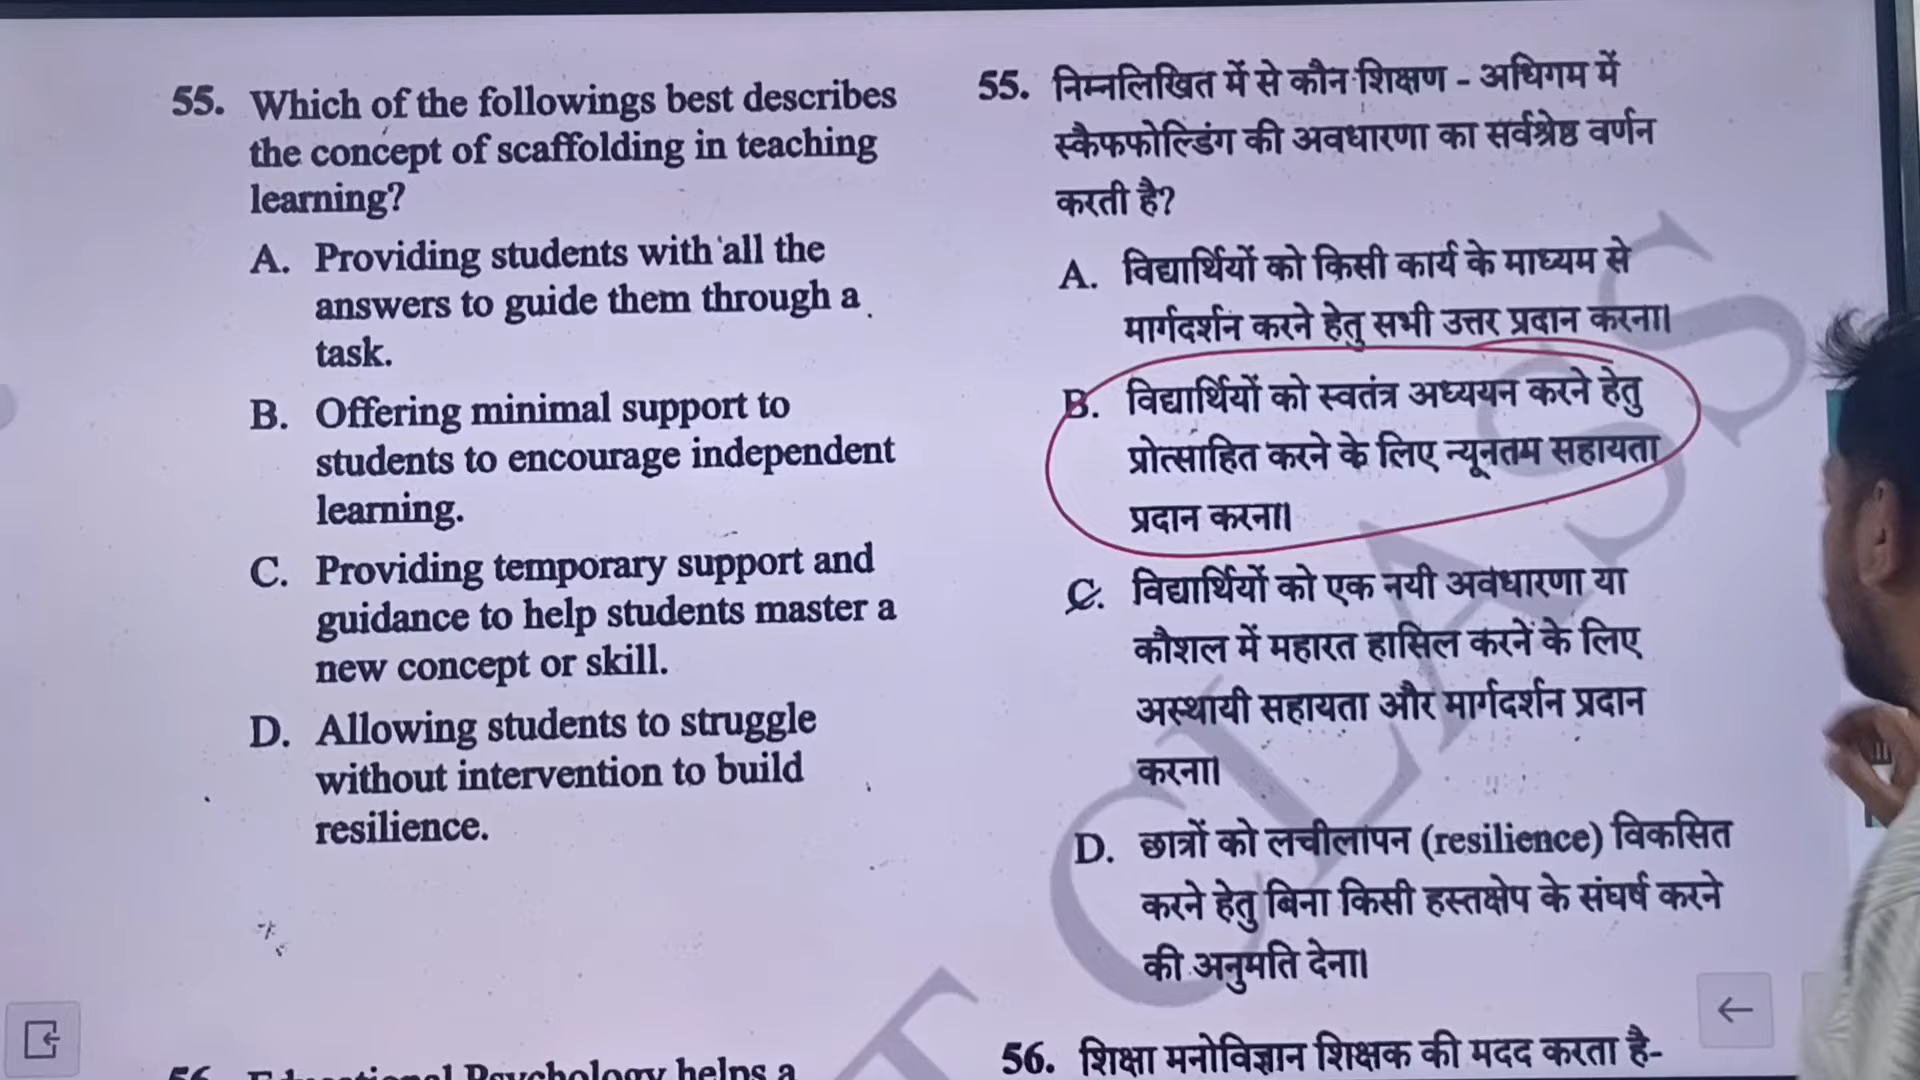 55. Which of the followings best describes
the concept of scaffolding in teaching
learning?
A. Providing students with all the
answers to guide them through a
task.
B. Offering minimal support to
students to encourage independent
learning.
C. Providing temporary support and
guidance to help students master a
new concept or skill.
D. Allowing students to struggle
without intervention to build
resilience.
55. निम्नलिखित में से कौन शिक्षण - अधिगम में
स्कैफफोल्डिंग की अवधारणा का सर्वश्रेष्ठ वर्णन
करती है?
A. विद्यार्थियों को किसी कार्य के माध्यम से
मार्गदर्शन करने हेतु सभी उत्तर प्रदान करना।
B. विद्यार्थियों को स्वतंत्र अध्ययन करने हेतु
प्रोत्साहित करने के लिए न्यूनतम सहायता
प्रदान करना।
C. विद्यार्थियों को एक नयी अवधारणा या
कौशल में महारत हासिल करने के लिए
अस्थायी सहायता और मार्गदर्शन प्रदान
करना।
D. छात्रों को लचीलापन (resilience) विकसित
करने हेतु बिना किसी हस्तक्षेप के संघर्ष करने
की अनुमति देना।
56. शिक्षा मनोविज्ञान शिक्षक की मदद करता है-
56. Educational Psychology helps a
T CLASS